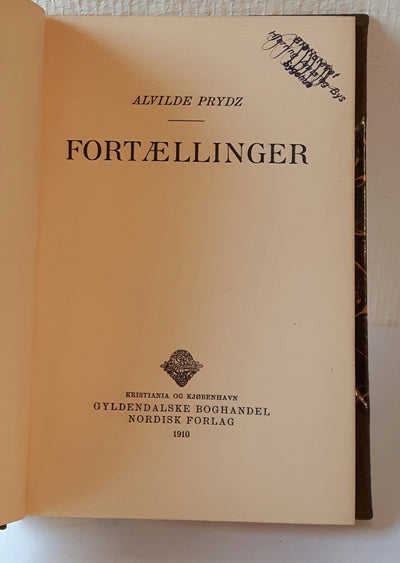 ALVILDE PRYDZ
FORTÆLLINGER
KRISTIANIA OG KJØBENHAVN
GYLDENDALSKE BOGHANDEL
NORDISK FORLAG
1910